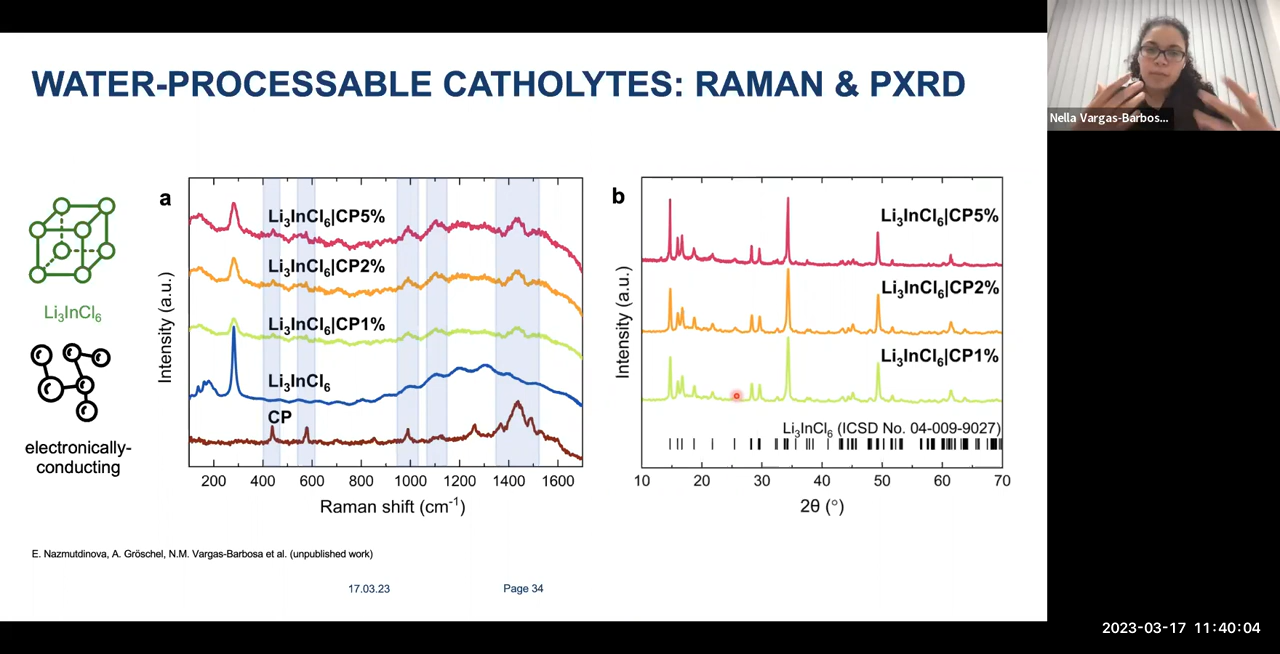 WATER-PROCESSABLE CATHOLYTES: RAMAN & PXRD
Nella Vargas-Barbos...
Li3InCl6
electronically-
conducting
a
Intensity (a.u.)
Li3InCl6|CP5%
Li3InCl6|CP2%
Li3InCl6|CP1%
Li3InCl6
CP
200 400 600 800 1000 1200 1400 1600
Raman shift (cm-1)
b
Intensity (a.u.)
Li3InCl6|CP5%
Li3InCl6|CP2%
Li3InCl6|CP1%
Li3InCl6 (ICSD No. 04-009-9027)
10 20 30 40 50 60 70
2θ (°)
E. Nazmutdinova, A. Gröschel, N.M. Vargas-Barbosa et al. (unpublished work)
17.03.23 Page 34
2023-03-17 11:40:04